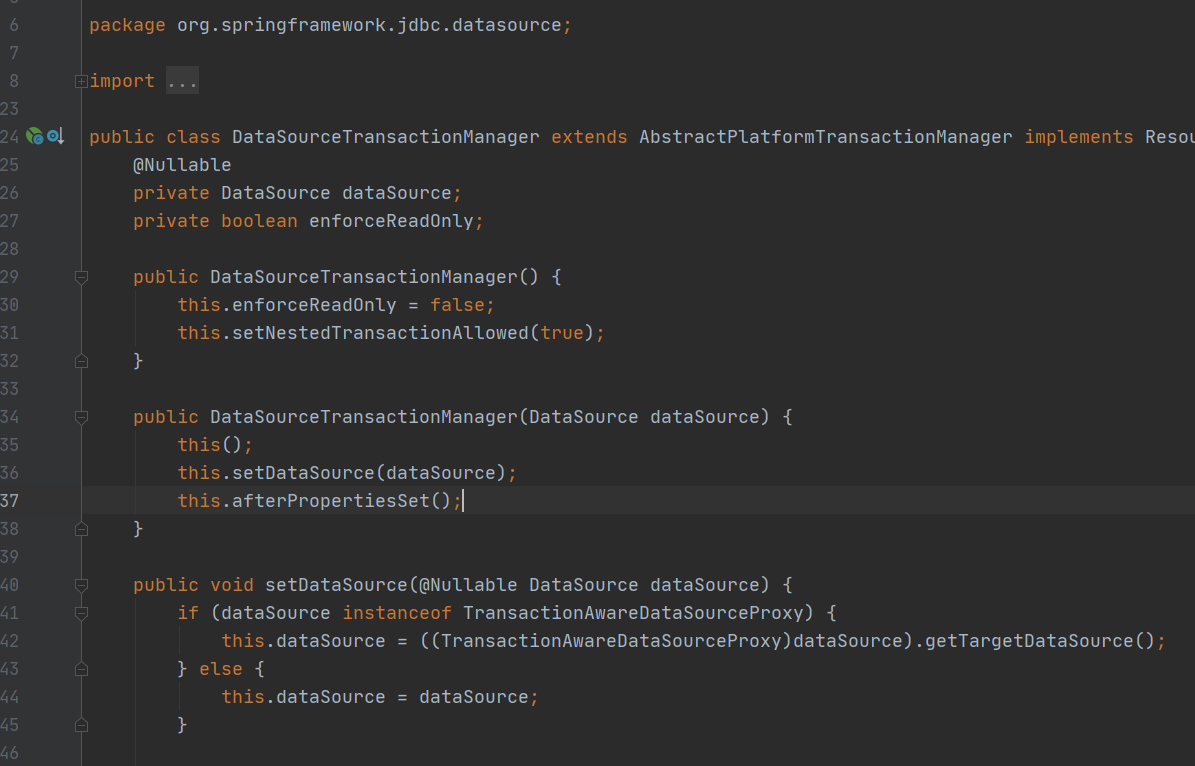 6 package org.springframework.jdbc.datasource;
7
8 import ...
23
24 public class DataSourceTransactionManager extends AbstractPlatformTransactionManager implements Resou
25 @Nullable
26 private DataSource dataSource;
27 private boolean enforceReadOnly;
28
29 public DataSourceTransactionManager() {
30 this.enforceReadOnly = false;
31 this.setNestedTransactionAllowed(true);
32 }
33
34 public DataSourceTransactionManager(DataSource dataSource) {
35 this();
36 this.setDataSource(dataSource);
37 this.afterPropertiesSet();
38 }
39
40 public void setDataSource(@Nullable DataSource dataSource) {
41 if (dataSource instanceof TransactionAwareDataSourceProxy) {
42 this.dataSource = ((TransactionAwareDataSourceProxy)dataSource).getTargetDataSource();
43 } else {
44 this.dataSource = dataSource;
45 }
46